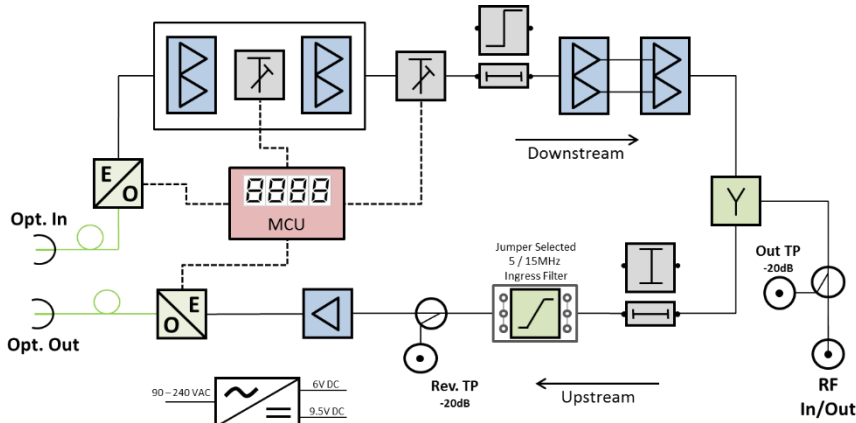 Downstream
E
O
8888
MCU
Opt. In
Y
Jumper Selected
5 / 15MHz
Ingress Filter
Out TP
-20dB
E
O
Opt. Out
Rev. TP
-20dB
RF
In/Out
Upstream
90 – 240 VAC
6V DC
9.5V DC